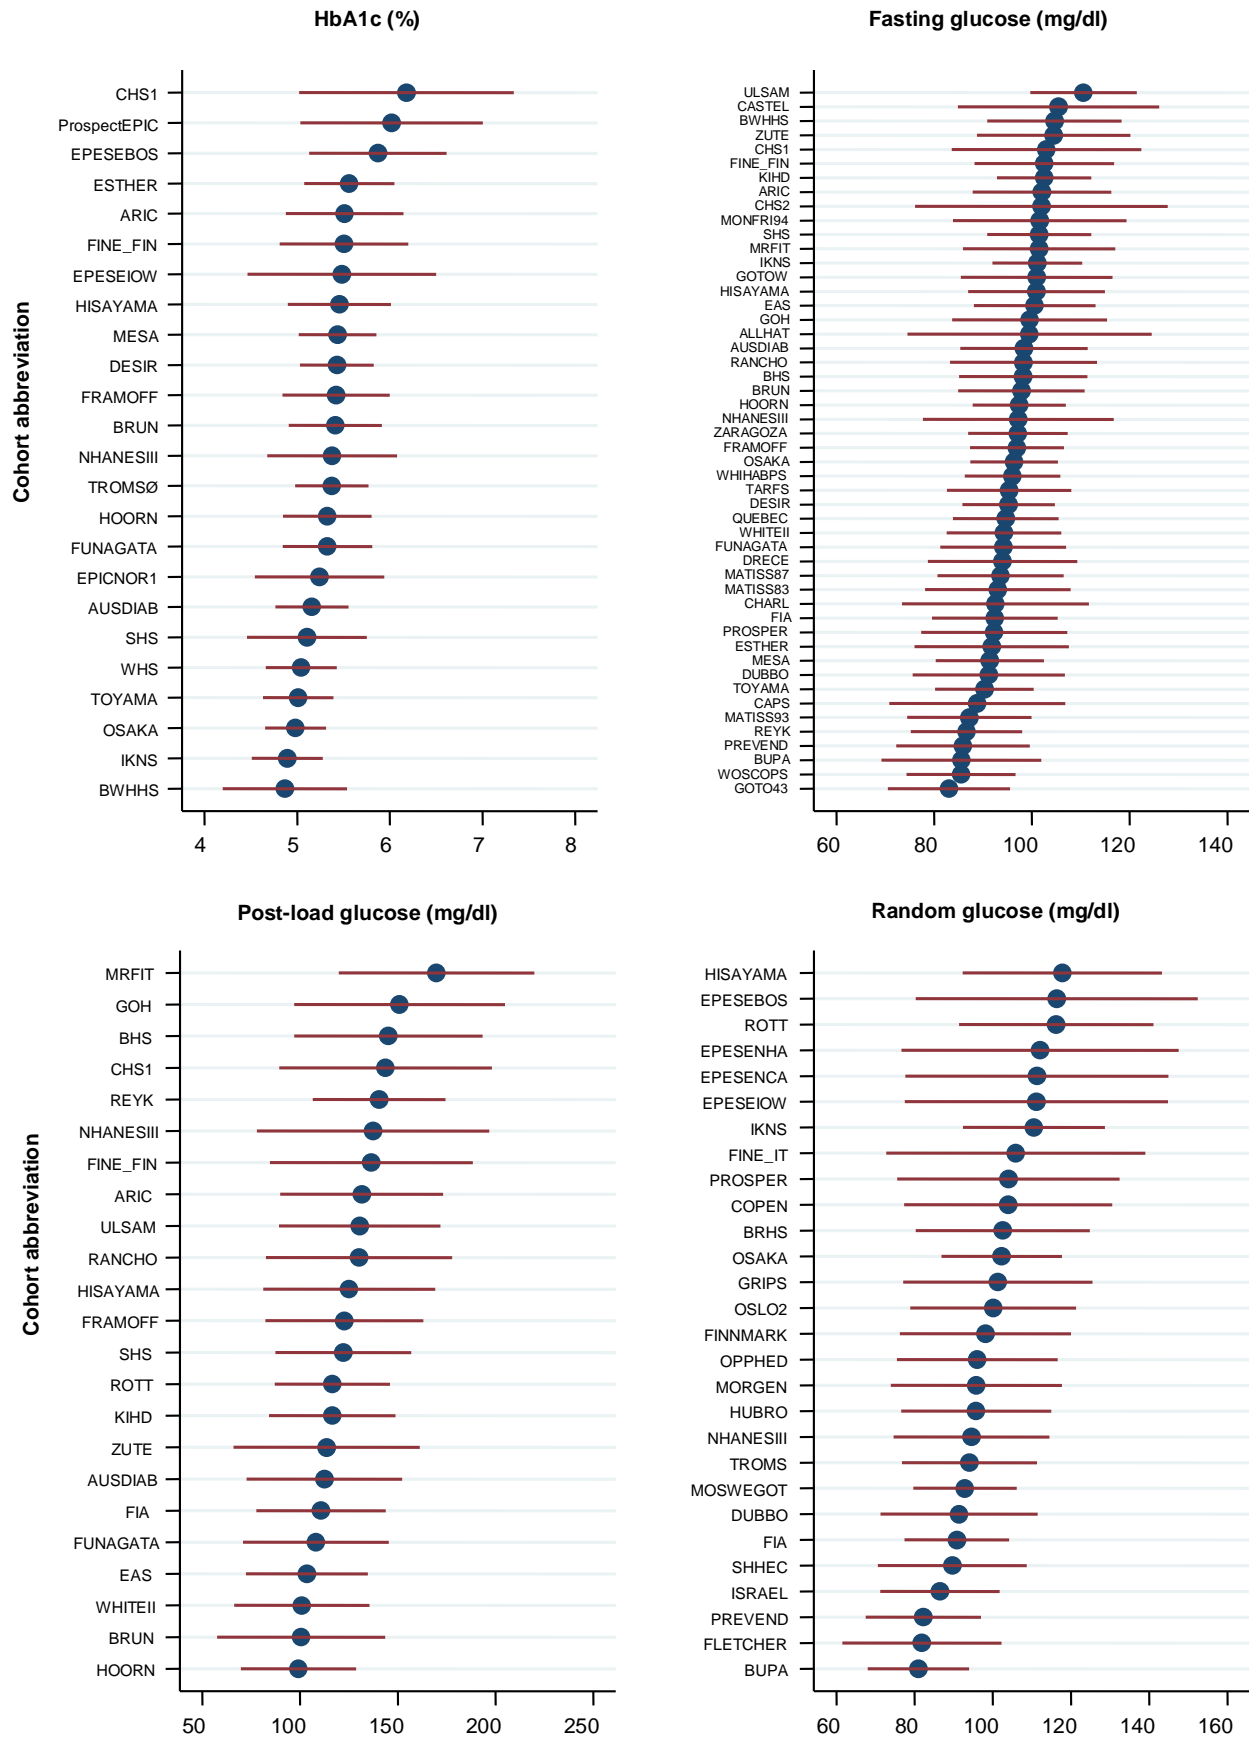 HbA1c (%)
Cohort abbreviation
CHS1
ProspectEPIC
EPESEBOS
ESTHER
ARIC
FINE_FIN
EPESEIOW
HISAYAMA
MESA
DESIR
FRAMOFF
BRUN
NHANESIII
TROMSØ
HOORN
FUNAGATA
EPICNOR1
AUSDIAB
SHS
WHS
TOYAMA
OSAKA
IKNS
BWHHS
4 5 6 7 8
Fasting glucose (mg/dl)
ULSAM
CASTEL
BWHHS
ZUTE
CHS1
FINE_FIN
KIHD
ARIC
CHS2
MONFRI94
SHS
MRFIT
IKNS
GOTOW
HISAYAMA
EAS
GOH
ALLHAT
AUSDIAB
RANCHO
BHS
BRUN
HOORN
NHANESIII
ZARAGOZA
FRAMOFF
OSAKA
WHIHABPS
TARFS
DESIR
QUEBEC
WHITEII
FUNAGATA
DRECE
MATISS87
MATISS83
CHARL
FIA
PROSPER
ESTHER
MESA
DUBBO
TOYAMA
CAPS
MATISS93
REYK
PREVEND
BUPA
WOSCOPS
GOTO43
60 80 100 120 140
Post-load glucose (mg/dl)
Cohort abbreviation
MRFIT
GOH
BHS
CHS1
REYK
NHANESIII
FINE_FIN
ARIC
ULSAM
RANCHO
HISAYAMA
FRAMOFF
SHS
ROTT
KIHD
ZUTE
AUSDIAB
FIA
FUNAGATA
EAS
WHITEII
BRUN
HOORN
50 100 150 200 250
Random glucose (mg/dl)
HISAYAMA
EPESEBOS
ROTT
EPESENHA
EPESENCA
EPESEIOW
IKNS
FINE_IT
PROSPER
COPEN
BRHS
OSAKA
GRIPS
OSLO2
FINNMARK
OPPHED
MORGEN
HUBRO
NHANESIII
TROMS
MOSWEGOT
DUBBO
FIA
SHHEC
ISRAEL
PREVEND
FLETCHER
BUPA
60 80 100 120 140 160